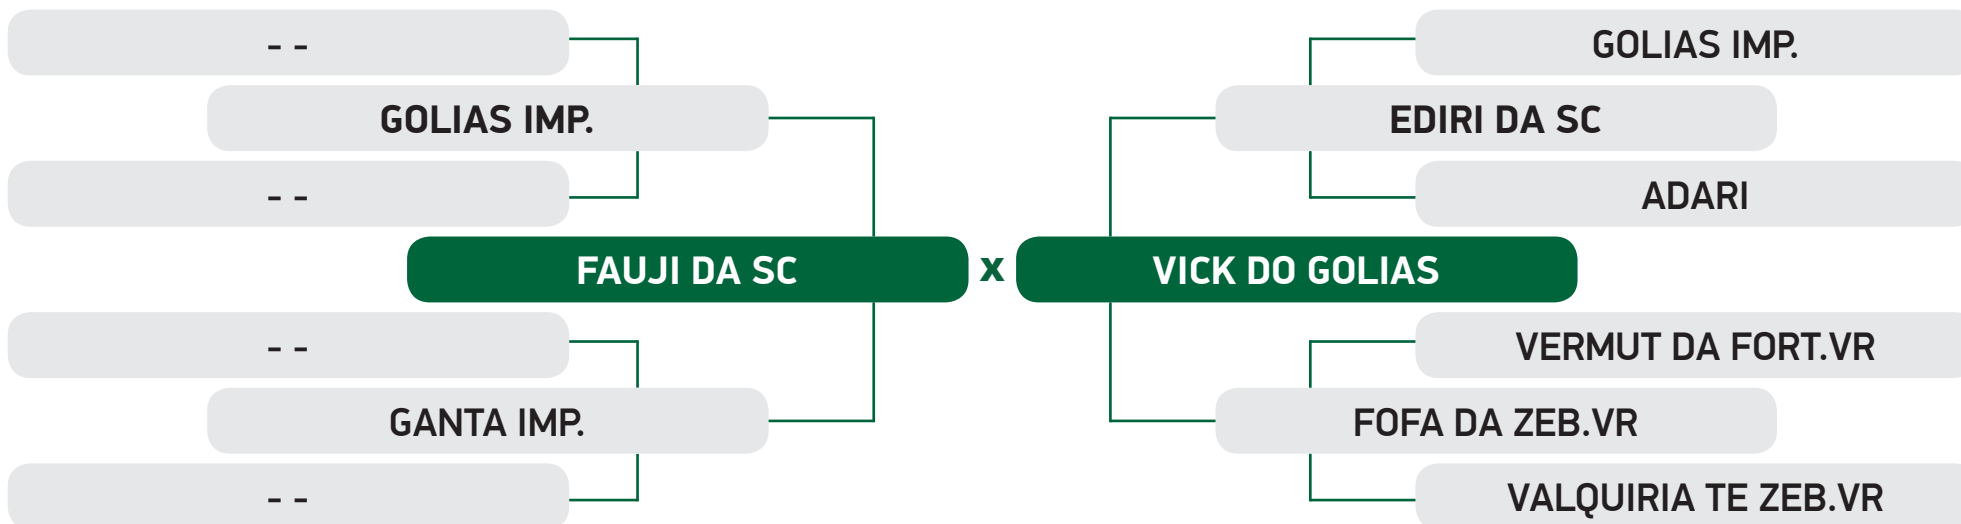 - -
GOLIAS IMP.
- -
FAUJI DA SC
- -
GANTA IMP.
- -
x
GOLIAS IMP.
EDIRI DA SC
ADARI
VICK DO GOLIAS
VERMUT DA FORT.VR
FOFA DA ZEB.VR
VALQUIRIA TE ZEB.VR